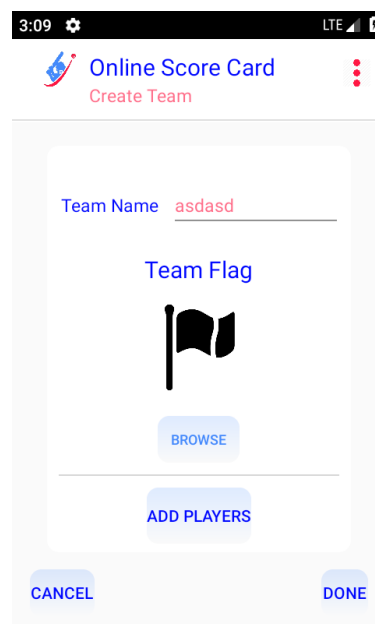 3:09 LTE
Online Score Card
Create Team
Team Name asdasd
Team Flag
BROWSE
ADD PLAYERS
CANCEL DONE